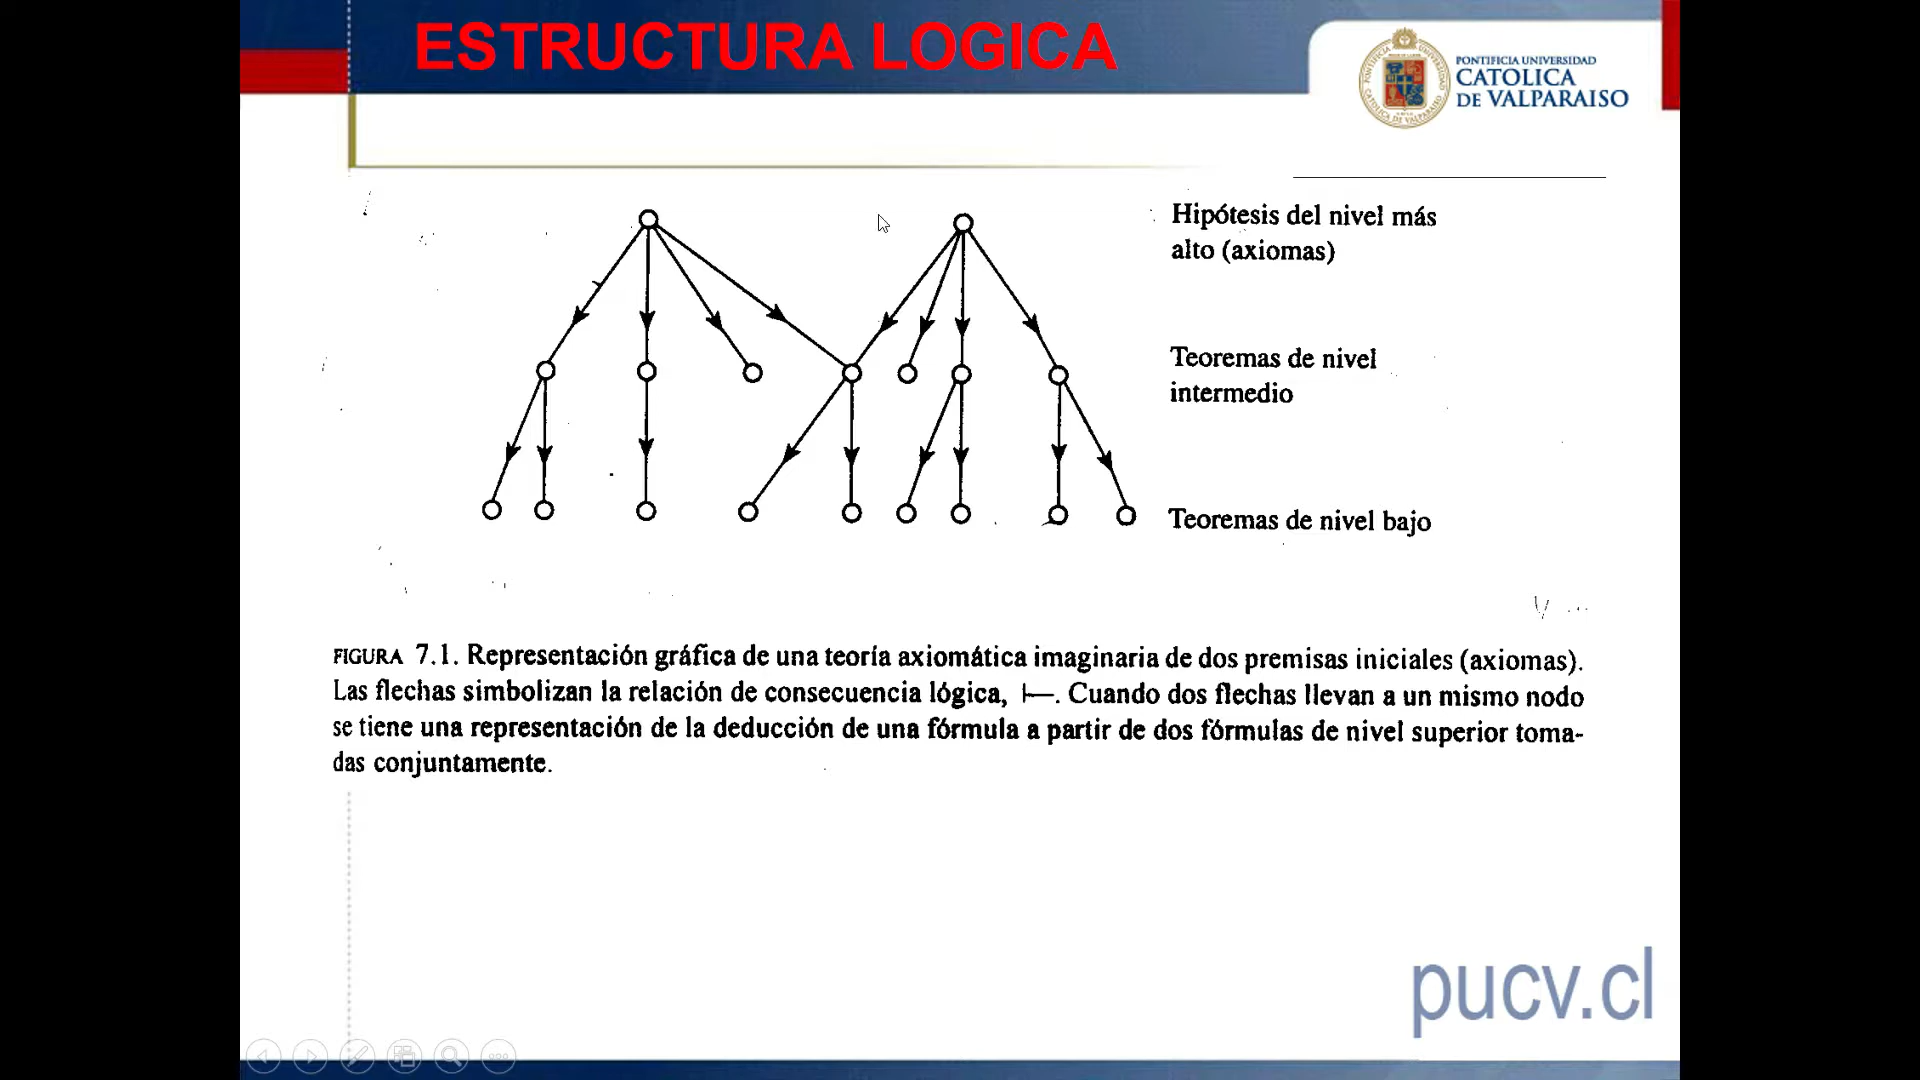 ESTRUCTURA LOGICA
PONTIFICIA UNIVERSIDAD
CATOLICA
DE VALPARAISO
Hipótesis del nivel más
alto (axiomas)
Teoremas de nivel
intermedio
Teoremas de nivel bajo
FIGURA 7.1. Representación gráfica de una teoría axiomática imaginaria de dos premisas iniciales (axiomas).
Las flechas simbolizan la relación de consecuencia lógica, ⊢. Cuando dos flechas llevan a un mismo nodo
se tiene una representación de la deducción de una fórmula a partir de dos fórmulas de nivel superior toma-
das conjuntamente.
pucv.cl